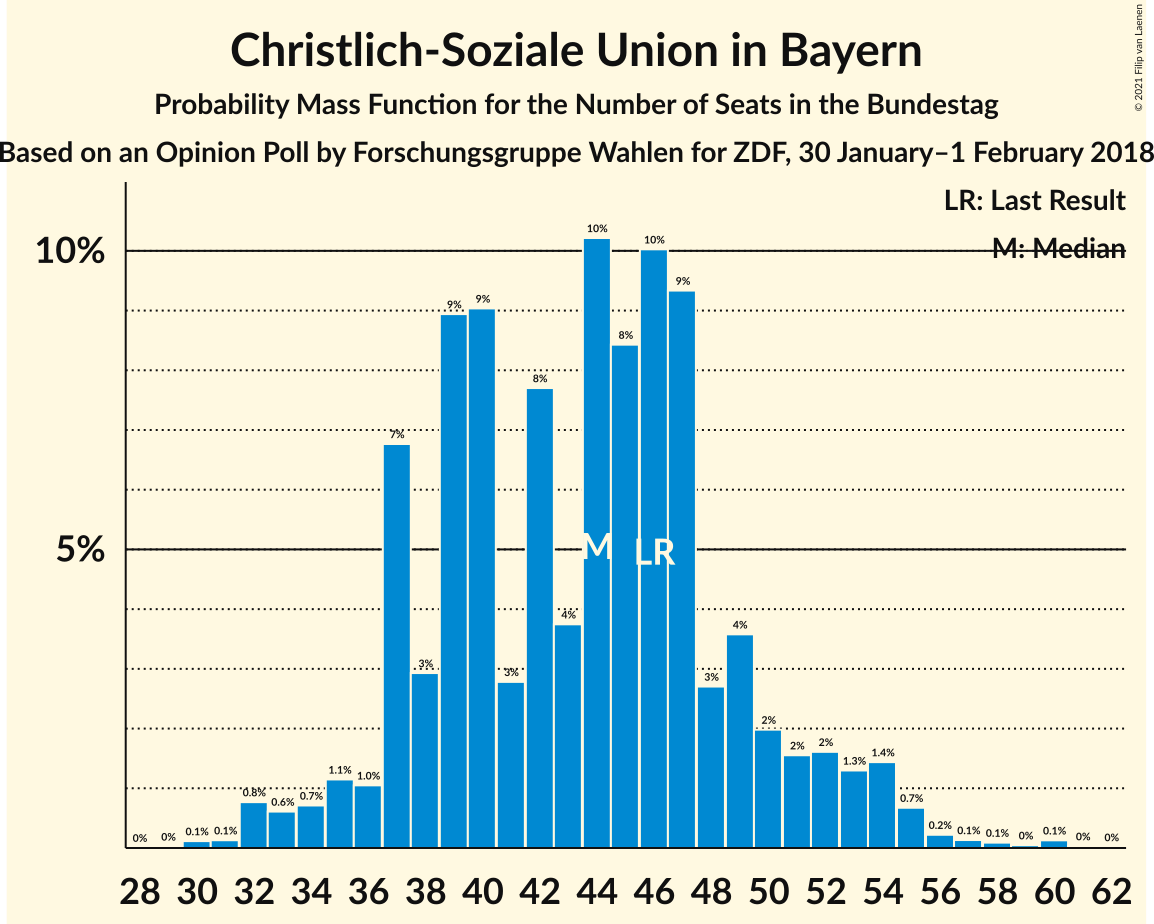 Christlich-Soziale Union in Bayern
Probability Mass Function for the Number of Seats in the Bundestag
Based on an Opinion Poll by Forschungsgruppe Wahlen for ZDF, 30 January–1 February 2018
© 2021 Filip van Laenen
LR: Last Result
M: Median
10%
5%
0% 0% 0.1% 0.1% 0.8% 0.6% 0.7% 1.1% 1.0% 7% 3% 9% 9% 3% 8% 4% 10% 8% 10% 9% 3% 4% 2% 2% 2% 1.3% 1.4% 0.7% 0.2% 0.1% 0.1% 0% 0.1% 0% 0%
M LR
28 30 32 34 36 38 40 42 44 46 48 50 52 54 56 58 60 62